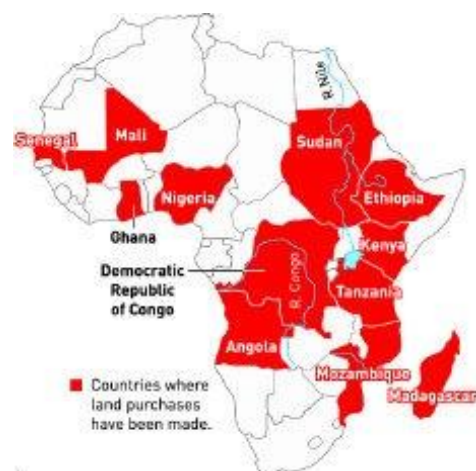 R. Nile
Senegal
Mali
Sudan
Nigeria
Ethiopia
Ghana
Kenya
Democratic
Republic
of Congo
R. Congo
Tanzania
Angola
Mozambique
Madagascar
Countries where
land purchases
have been made.